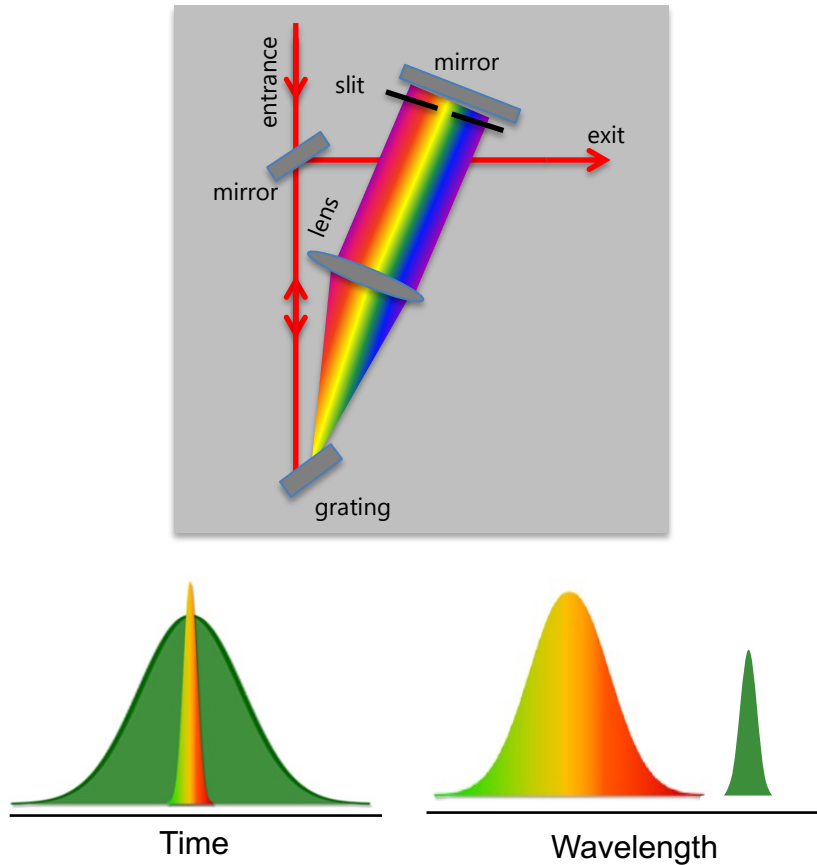 mirror
slit
entrance
exit
mirror
lens
grating
Time
Wavelength